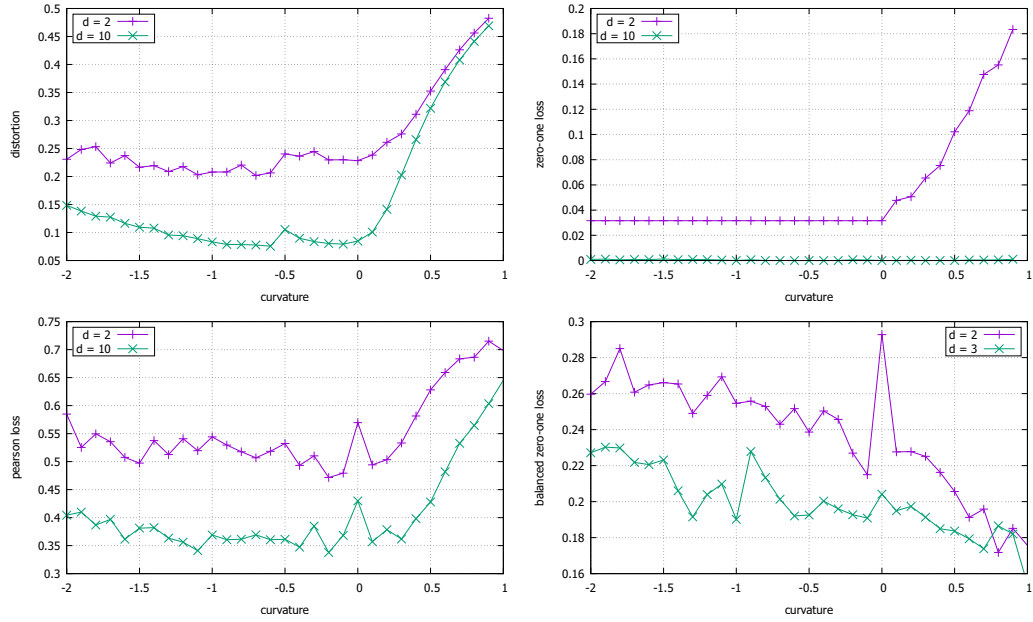 0.5
0.45
0.4
0.35
0.3
0.25
0.2
0.15
0.1
0.05
distortion
d = 2
d = 10
-2 -1.5 -1 -0.5 0 0.5 1
curvature
0.2
0.18
0.16
0.14
0.12
0.1
0.08
0.06
0.04
0.02
0
zero-one loss
d = 2
d = 10
-2 -1.5 -1 -0.5 0 0.5 1
curvature
0.75
0.7
0.65
0.6
0.55
0.5
0.45
0.4
0.35
0.3
pearson loss
d = 2
d = 10
-2 -1.5 -1 -0.5 0 0.5 1
curvature
0.3
0.28
0.26
0.24
0.22
0.2
0.18
0.16
balanced zero-one loss
d = 2
d = 3
-2 -1.5 -1 -0.5 0 0.5 1
curvature